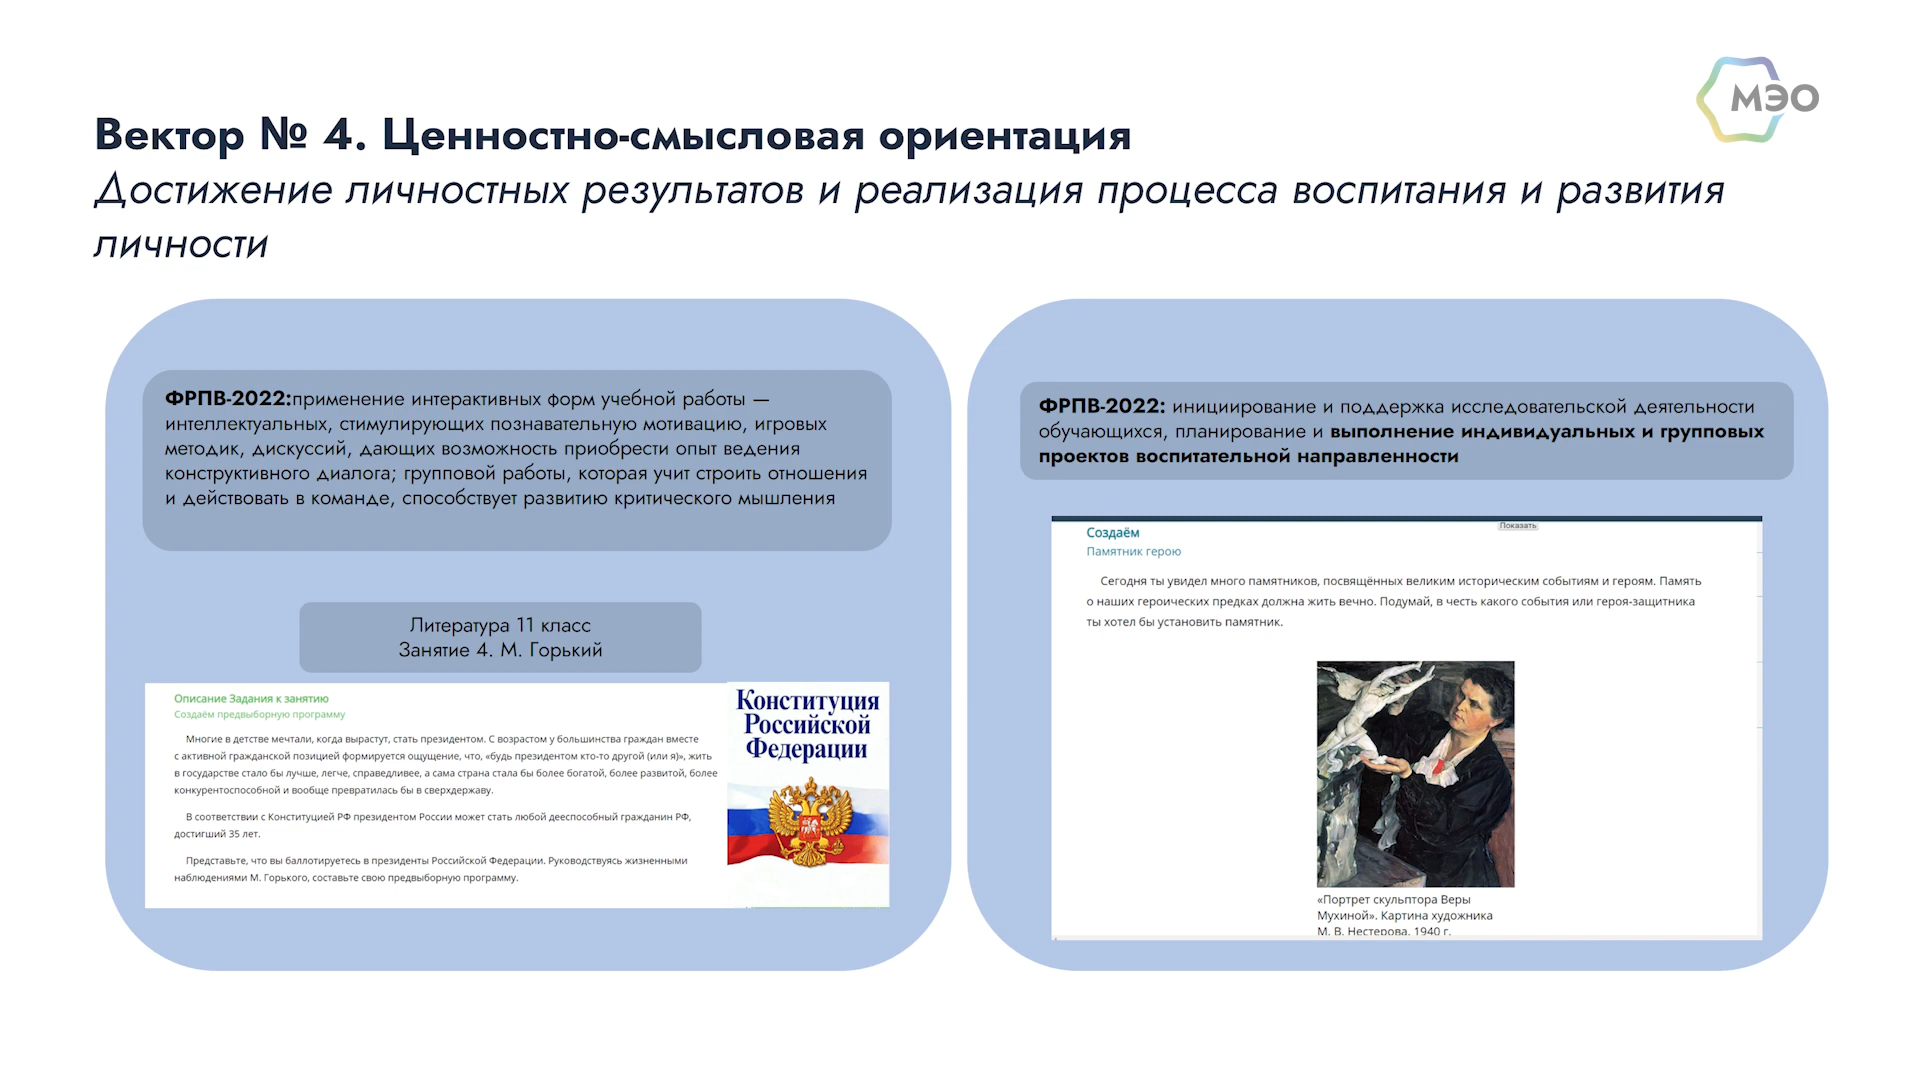 МЭО
Вектор № 4. Ценностно-смысловая ориентация
Достижение личностных результатов и реализация процесса воспитания и развития
личности
ФРПВ-2022:применение интерактивных форм учебной работы —
интеллектуальных, стимулирующих познавательную мотивацию, игровых
методик, дискуссий, дающих возможность приобрести опыт ведения
конструктивного диалога; групповой работы, которая учит строить отношения
и действовать в команде, способствует развитию критического мышления
Литература 11 класс
Занятие 4. М. Горький
Описание Задания к занятию
Создаём предвыборную программу
Многие в детстве мечтали, когда вырастут, стать президентом. С возрастом у большинства граждан вместе
с активной гражданской позицией формируется ощущение, что, «будь президентом кто-то другой (или я)», жить
в государстве стало бы лучше, легче, справедливее, а сама страна стала бы более богатой, более развитой, более
конкурентоспособной и вообще превратилась бы в сверхдержаву.
В соответствии с Конституцией РФ президентом России может стать любой дееспособный гражданин РФ,
достигший 35 лет.
Представьте, что вы баллотируетесь в президенты Российской Федерации. Руководствуясь жизненными
наблюдениями М. Горького, составьте свою предвыборную программу.
Конституция
Российской
Федерации
ФРПВ-2022: инициирование и поддержка исследовательской деятельности
обучающихся, планирование и выполнение индивидуальных и групповых
проектов воспитательной направленности
Показать
Создаём
Памятник герою
Сегодня ты увидел много памятников, посвящённых великим историческим событиям и героям. Память
о наших героических предках должна жить вечно. Подумай, в честь какого события или героя-защитника
ты хотел бы установить памятник.
«Портрет скульптора Веры
Мухиной». Картина художника
М. В. Нестерова. 1940 г.